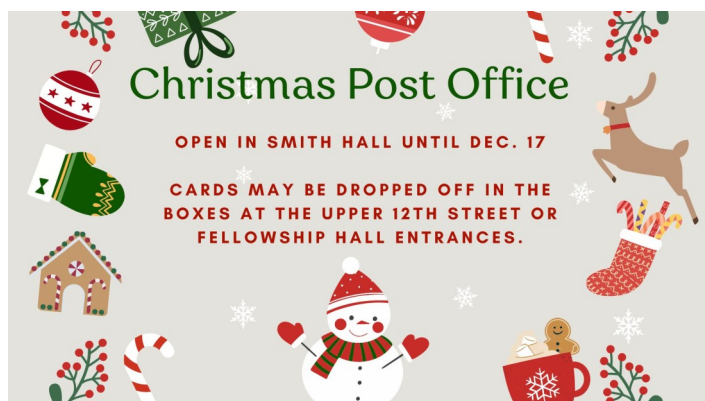 Christmas Post Office
OPEN IN SMITH HALL UNTIL DEC. 17
CARDS MAY BE DROPPED OFF IN THE
BOXES AT THE UPPER 12TH STREET OR
FELLOWSHIP HALL ENTRANCES.